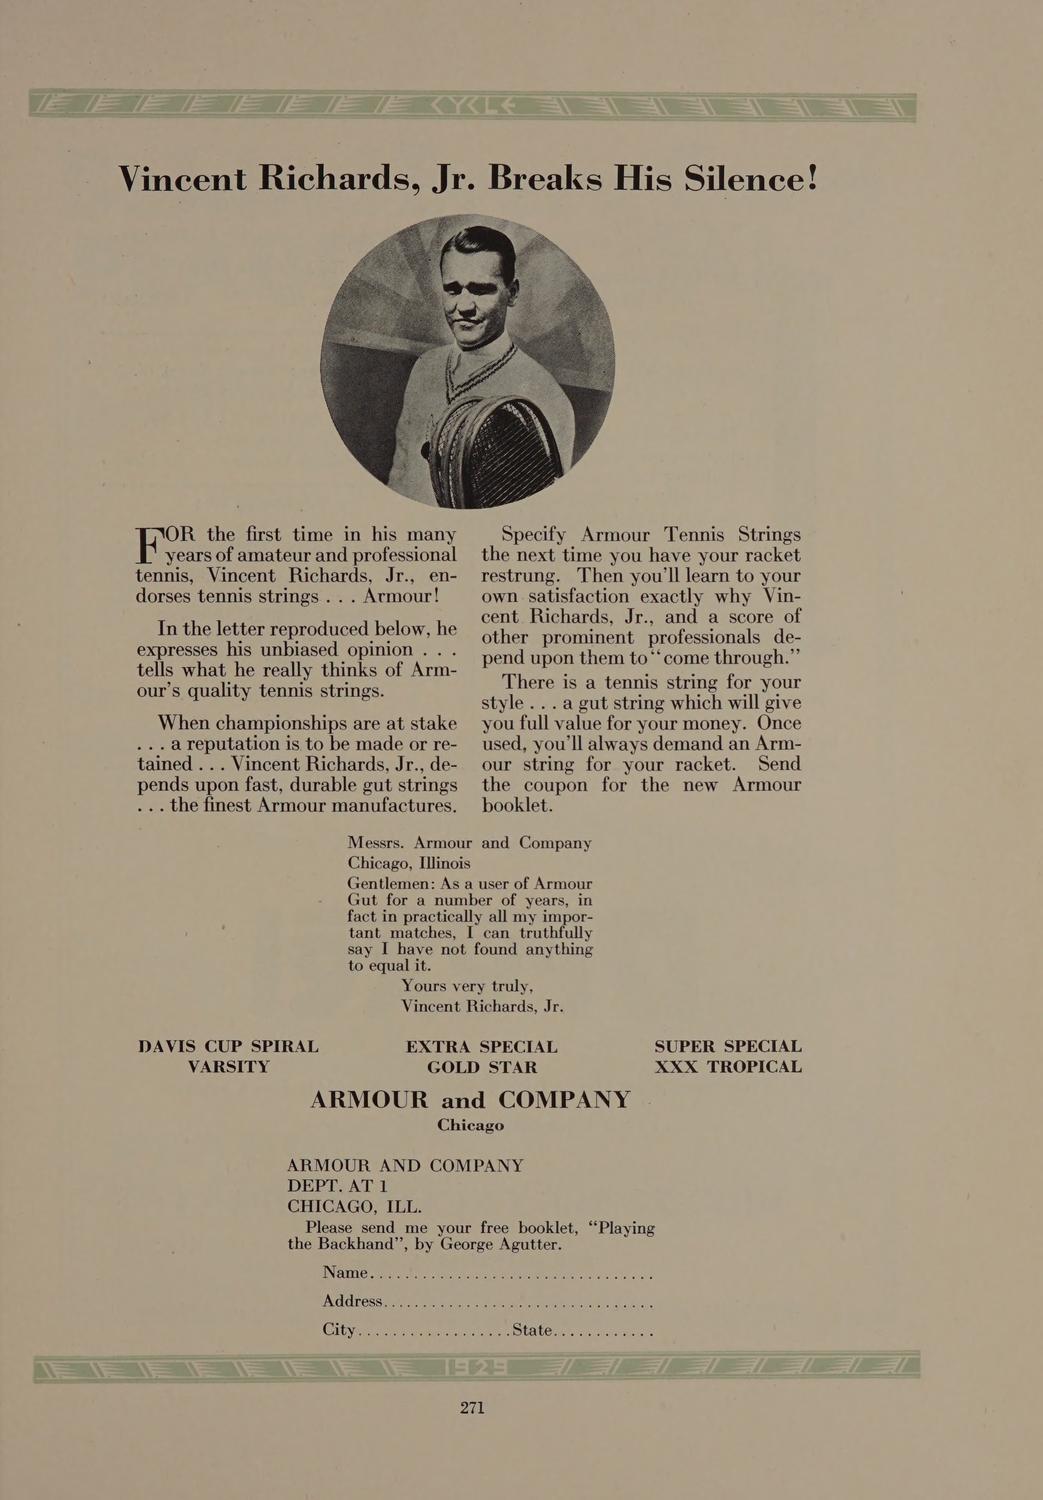 CYCLE
Vincent Richards, Jr. Breaks His Silence!
FOR the first time in his many
years of amateur and professional
tennis, Vincent Richards, Jr., en-
dorses tennis strings . . . Armour!
In the letter reproduced below, he
expresses his unbiased opinion . . .
tells what he really thinks of Arm-
our's quality tennis strings.
When championships are at stake
. . . a reputation is to be made or re-
tained . . . Vincent Richards, Jr., de-
pends upon fast, durable gut strings
. . . the finest Armour manufactures.
Specify Armour Tennis Strings
the next time you have your racket
restrung. Then you'll learn to your
own satisfaction exactly why Vin-
cent Richards, Jr., and a score of
other prominent professionals de-
pend upon them to “come through.”
There is a tennis string for your
style . . . a gut string which will give
you full value for your money. Once
used, you'll always demand an Arm-
our string for your racket. Send
the coupon for the new Armour
booklet.
Messrs. Armour and Company
Chicago, Illinois
Gentlemen: As a user of Armour
Gut for a number of years, in
fact in practically all my impor-
tant matches, I can truthfully
say I have not found anything
to equal it.
Yours very truly,
Vincent Richards, Jr.
DAVIS CUP SPIRAL EXTRA SPECIAL SUPER SPECIAL
VARSITY GOLD STAR XXX TROPICAL
ARMOUR and COMPANY
Chicago
ARMOUR AND COMPANY
DEPT. AT 1
CHICAGO, ILL.
Please send me your free booklet, “Playing
the Backhand”, by George Agutter.
Name.................................
Address................................
City..................State............
1929
271